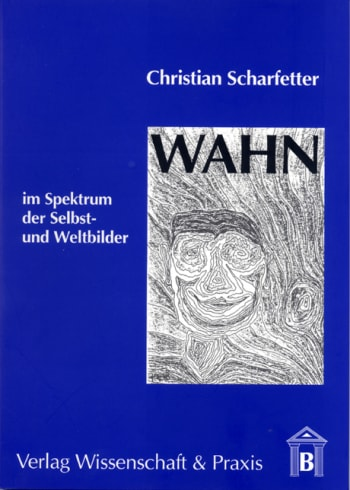 Christian Scharfetter
WAHN
im Spektrum
der Selbst-
und Weltbilder
Verlag Wissenschaft & Praxis
B